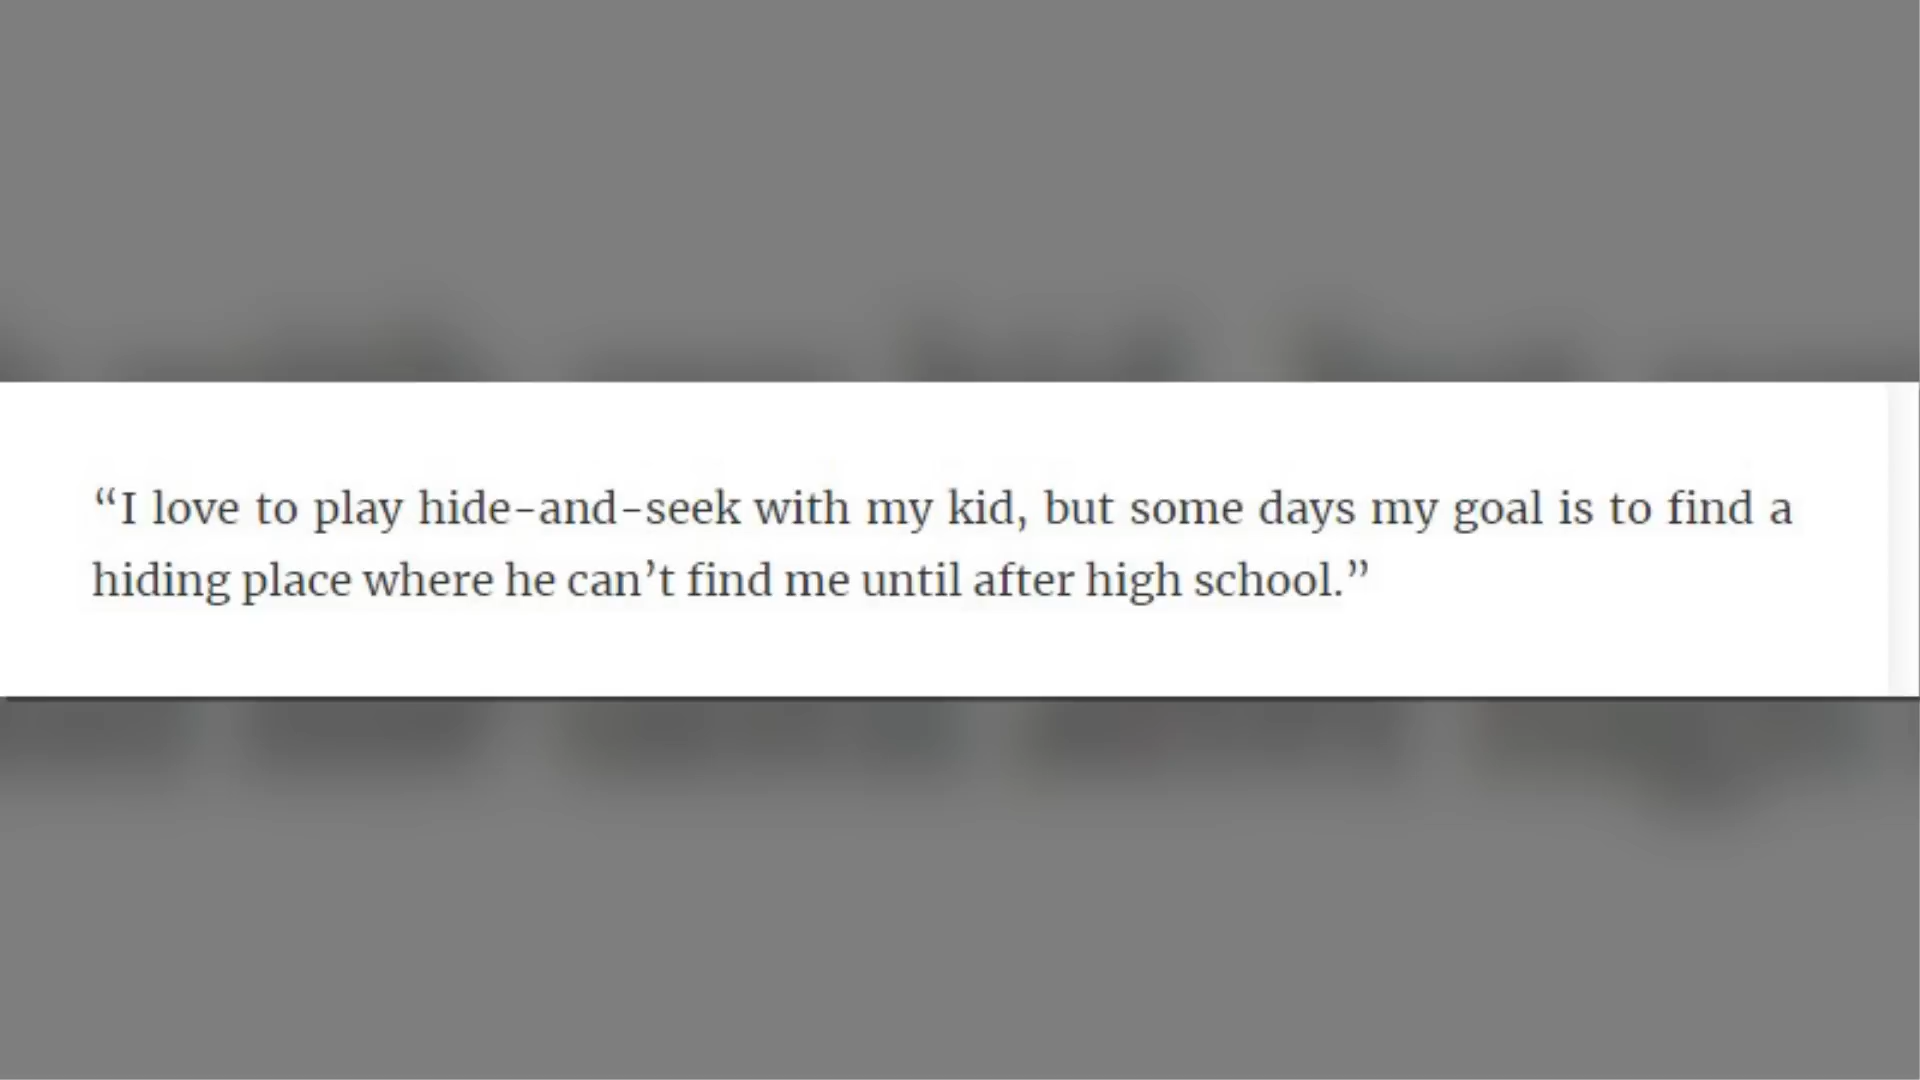 “I love to play hide-and-seek with my kid, but some days my goal is to find a
hiding place where he can’t find me until after high school.”